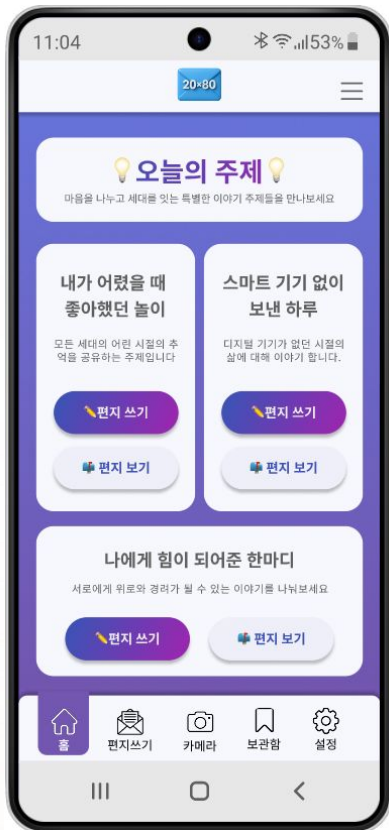 11:04
53%
20×80
오늘의 주제
마음을 나누고 세대를 잇는 특별한 이야기 주제들을 만나보세요
내가 어렸을 때
좋아했던 놀이
모든 세대의 어린 시절의 추
억을 공유하는 주제입니다
편지 쓰기
편지 보기
스마트 기기 없이
보낸 하루
디지털 기기가 없던 시절의
삶에 대해 이야기 합니다.
편지 쓰기
편지 보기
나에게 힘이 되어준 한마디
서로에게 위로와 경려가 될 수 있는 이야기를 나눠보세요
편지 쓰기
편지 보기
홈
편지쓰기
카메라
보관함
설정